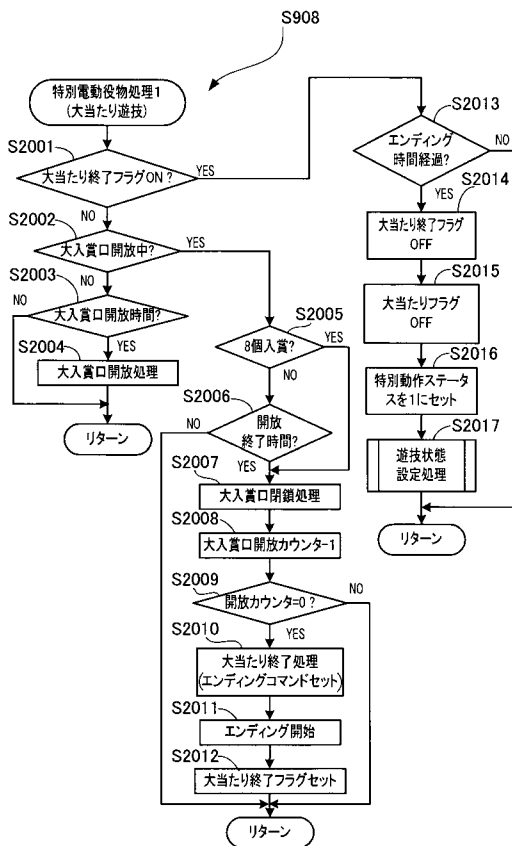 S908
特別電動役物処理1
(大当たり遊技)
S2001
大当たり終了フラグON？
YES
NO
S2002
大入賞口開放中？
YES
NO
S2003
NO
大入賞口開放時間？
YES
S2004
大入賞口開放処理
リターン
S2005
8個入賞？
YES
NO
S2006
NO
開放
終了時間？
YES
S2007
大入賞口閉鎖処理
S2008
大入賞口開放カウンター1
S2009
開放カウンタ=0？
NO
YES
S2010
大当たり終了処理
(エンディングコマンドセット)
S2011
エンディング開始
S2012
大当たり終了フラグセット
リターン
S2013
エンディング
時間経過？
NO
YES
S2014
大当たり終了フラグ
OFF
S2015
大当たりフラグ
OFF
S2016
特別動作ステータ
スを1にセット
S2017
遊技状態
設定処理
リターン